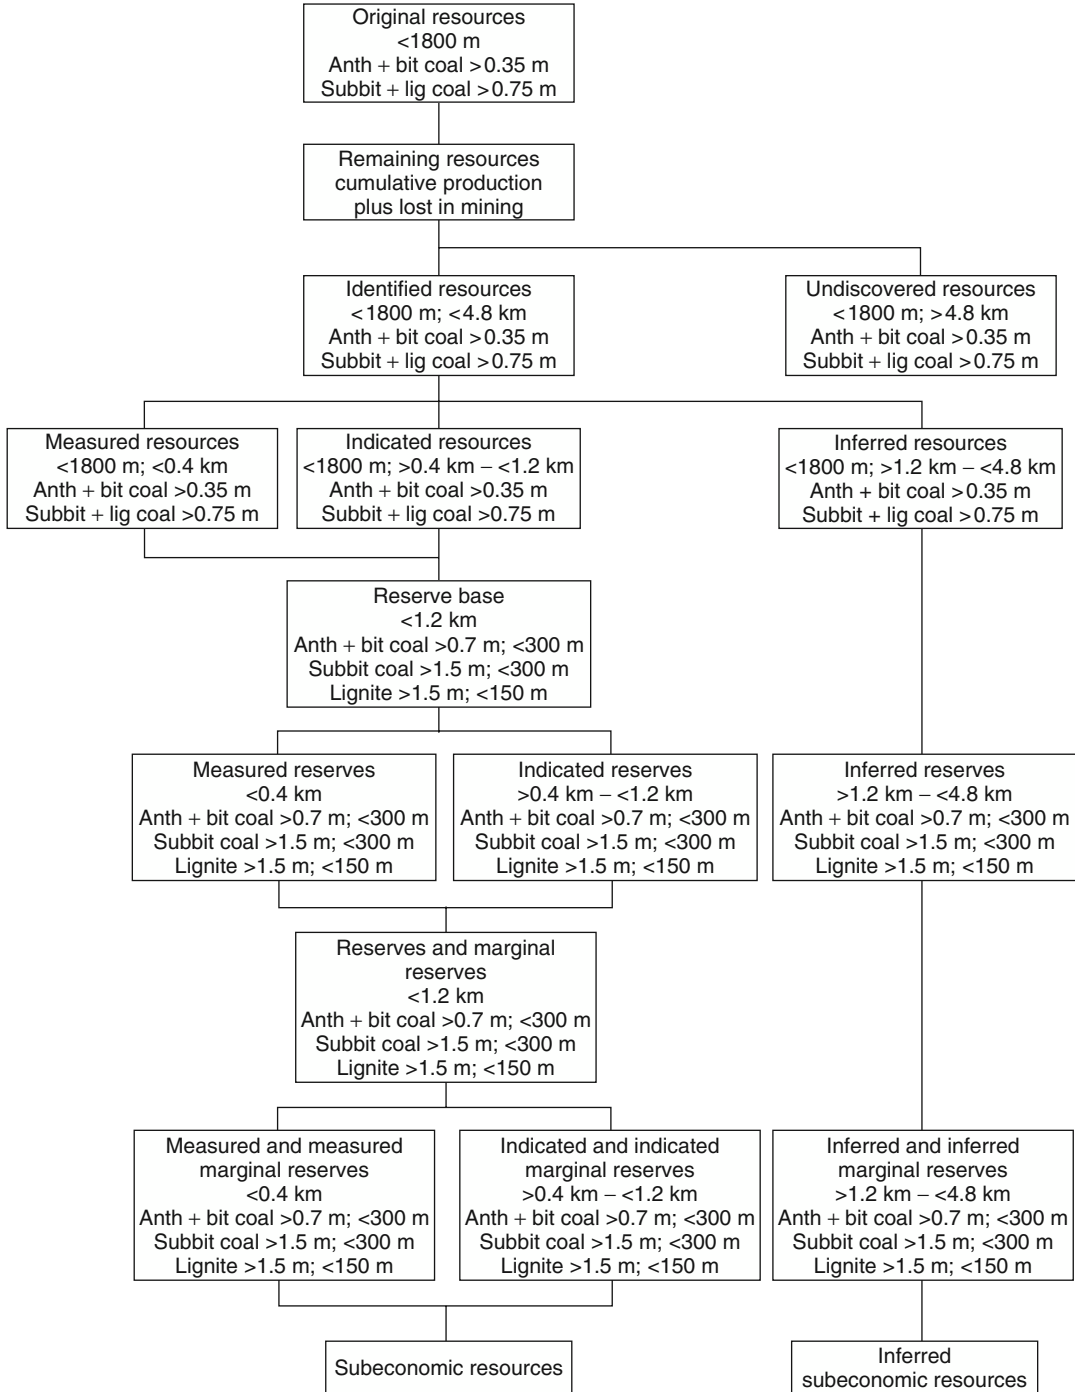 Original resources
<1800 m
Anth + bit coal >0.35 m
Subbit + lig coal >0.75 m
Remaining resources
cumulative production
plus lost in mining
Identified resources
<1800 m; <4.8 km
Anth + bit coal >0.35 m
Subbit + lig coal >0.75 m
Undiscovered resources
<1800 m; >4.8 km
Anth + bit coal >0.35 m
Subbit + lig coal >0.75 m
Measured resources
<1800 m; <0.4 km
Anth + bit coal >0.35 m
Subbit + lig coal >0.75 m
Indicated resources
<1800 m; >0.4 km – <1.2 km
Anth + bit coal >0.35 m
Subbit + lig coal >0.75 m
Inferred resources
<1800 m; >1.2 km – <4.8 km
Anth + bit coal >0.35 m
Subbit + lig coal >0.75 m
Reserve base
<1.2 km
Anth + bit coal >0.7 m; <300 m
Subbit coal >1.5 m; <300 m
Lignite >1.5 m; <150 m
Measured reserves
<0.4 km
Anth + bit coal >0.7 m; <300 m
Subbit coal >1.5 m; <300 m
Lignite >1.5 m; <150 m
Indicated reserves
>0.4 km – <1.2 km
Anth + bit coal >0.7 m; <300 m
Subbit coal >1.5 m; <300 m
Lignite >1.5 m; <150 m
Inferred reserves
>1.2 km – <4.8 km
Anth + bit coal >0.7 m; <300 m
Subbit coal >1.5 m; <300 m
Lignite >1.5 m; <150 m
Reserves and marginal
reserves
<1.2 km
Anth + bit coal >0.7 m; <300 m
Subbit coal >1.5 m; <300 m
Lignite >1.5 m; <150 m
Measured and measured
marginal reserves
<0.4 km
Anth + bit coal >0.7 m; <300 m
Subbit coal >1.5 m; <300 m
Lignite >1.5 m; <150 m
Indicated and indicated
marginal reserves
>0.4 km – <1.2 km
Anth + bit coal >0.7 m; <300 m
Subbit coal >1.5 m; <300 m
Lignite >1.5 m; <150 m
Inferred and inferred
marginal reserves
>1.2 km – <4.8 km
Anth + bit coal >0.7 m; <300 m
Subbit coal >1.5 m; <300 m
Lignite >1.5 m; <150 m
Subeconomic resources
Inferred
subeconomic resources